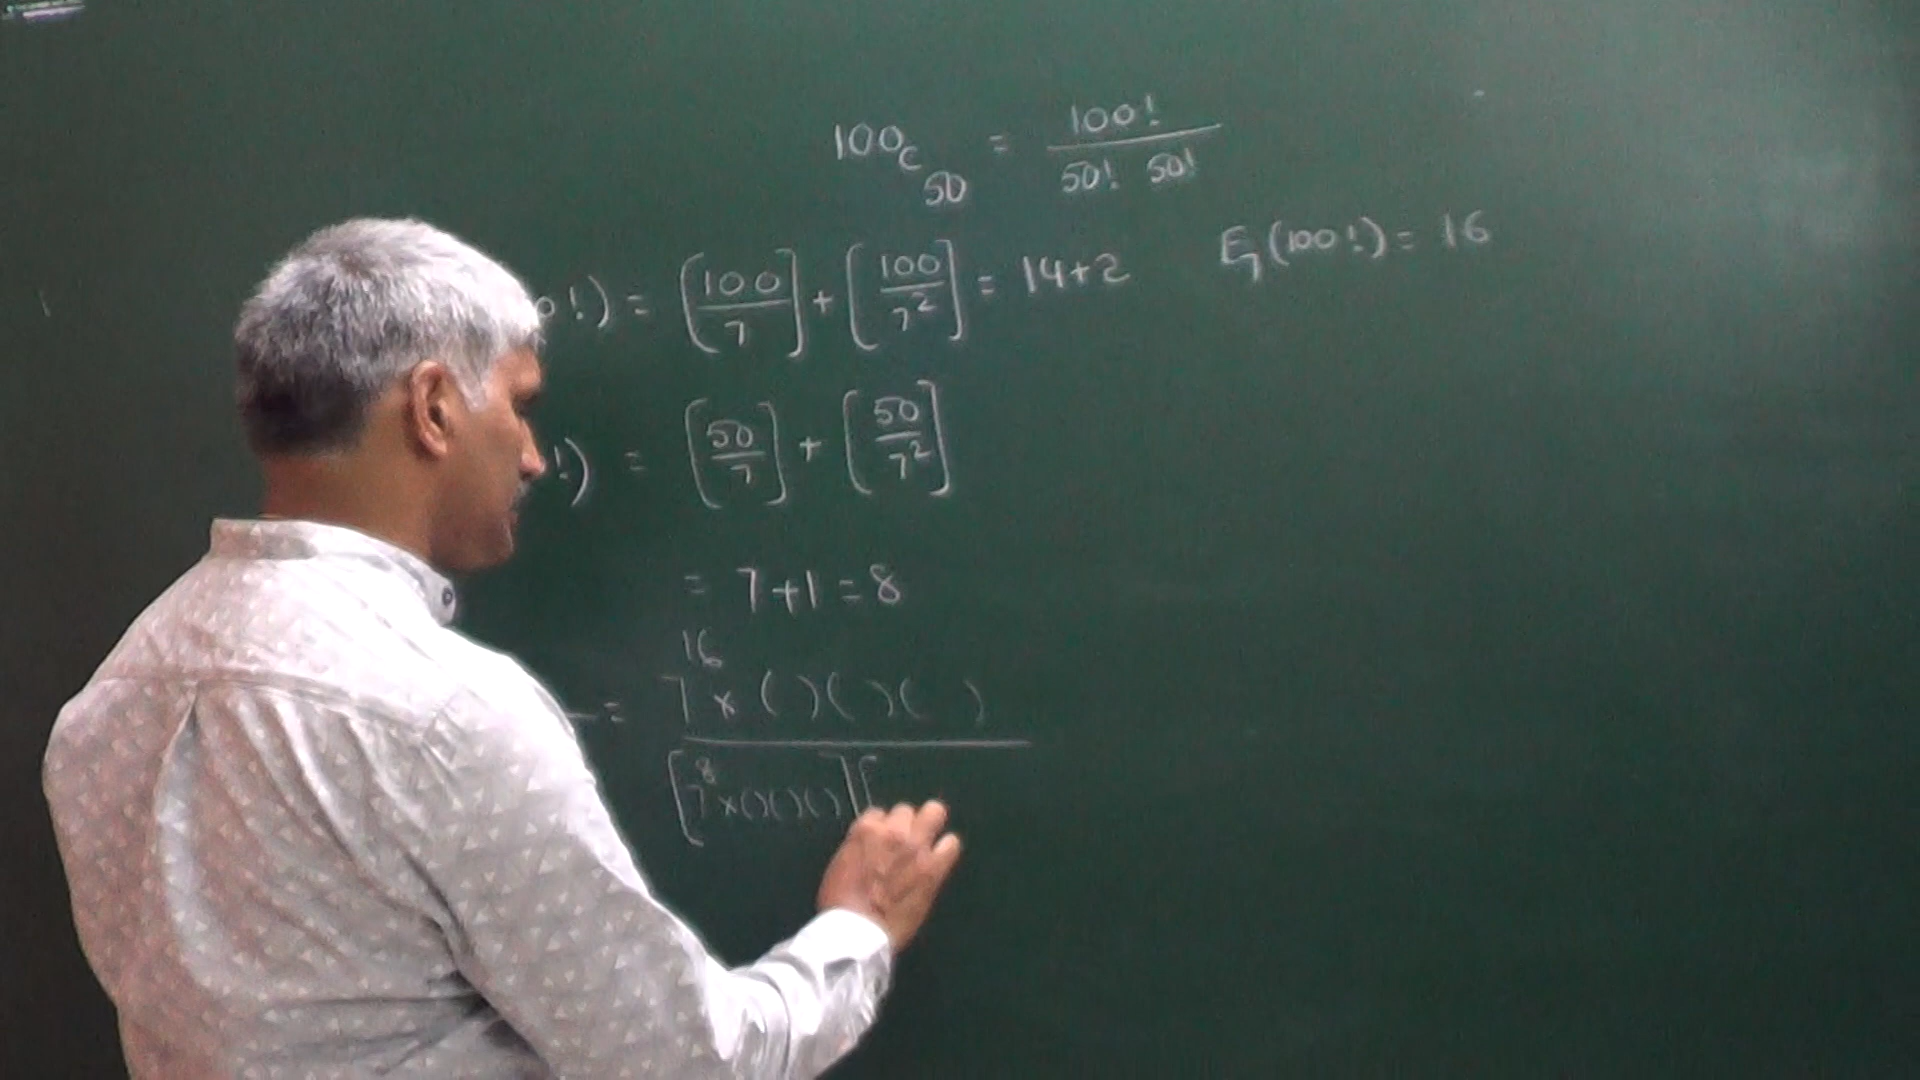 100C50 = 100! / 50! 50!
E7(100!) = 16
0!) = [100/7] + [100/7²] = 14+2
!) = [50/7] + [50/7²]
= 7+1=8
= 7^16 × ( )( )( ) / [7^8 ×()()()][